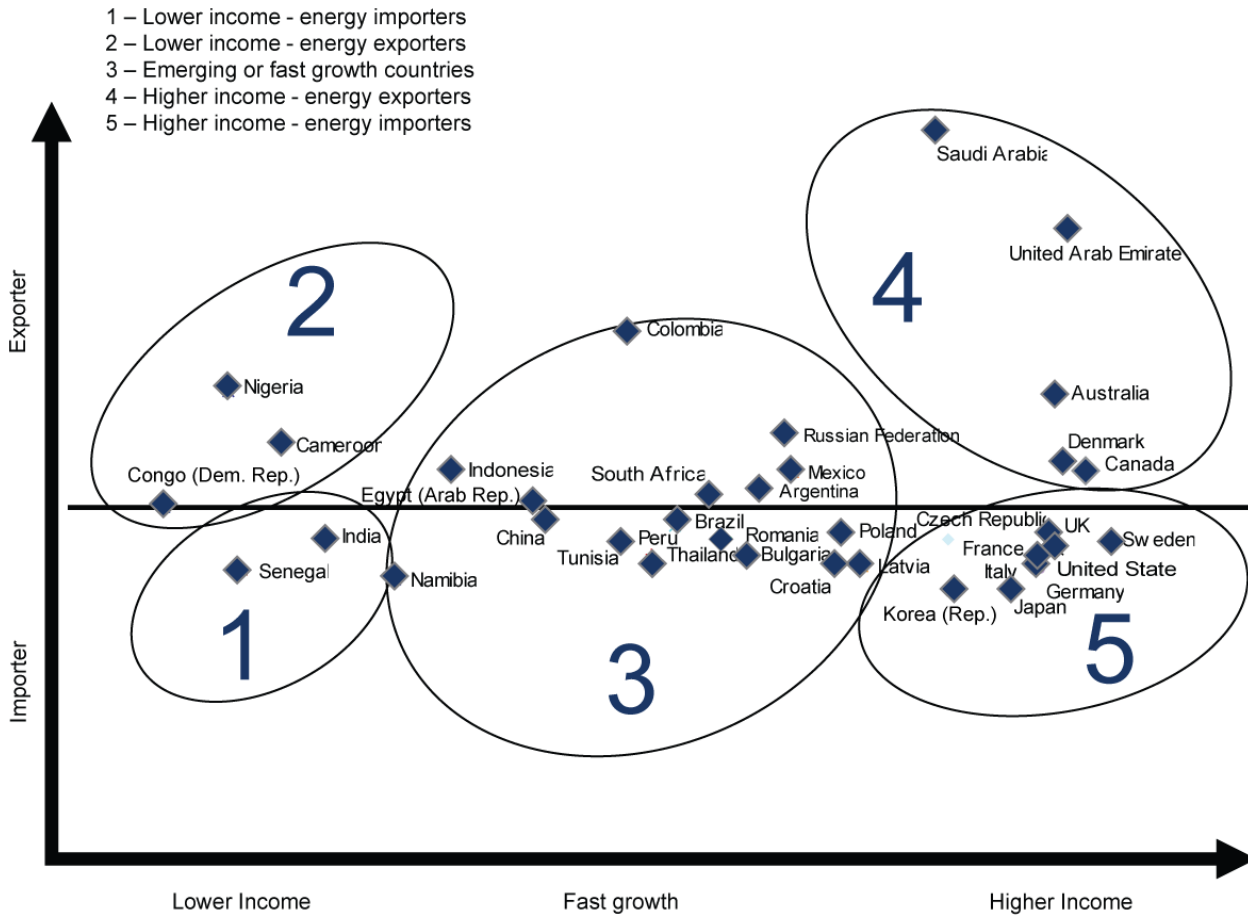 1 – Lower income - energy importers
2 – Lower income - energy exporters
3 – Emerging or fast growth countries
4 – Higher income - energy exporters
5 – Higher income - energy importers
Saudi Arabia
United Arab Emirate
4
2
Exporter
Colombia
Nigeria
Australia
Cameroon
Russian Federation
Denmark
Canada
Congo (Dem. Rep.)
Indonesia
South Africa
Mexico
Egypt (Arab Rep.)
Argentina
China
Brazil
Czech Republic
UK
India
Tunisia
Peru
Romania
Poland
Sweden
Thailand
Bulgaria
France
Senegal
Namibia
Croatia
Latvia
Italy
United State
Germany
Korea (Rep.)
Japan
1
3
5
Importer
Lower Income
Fast growth
Higher Income